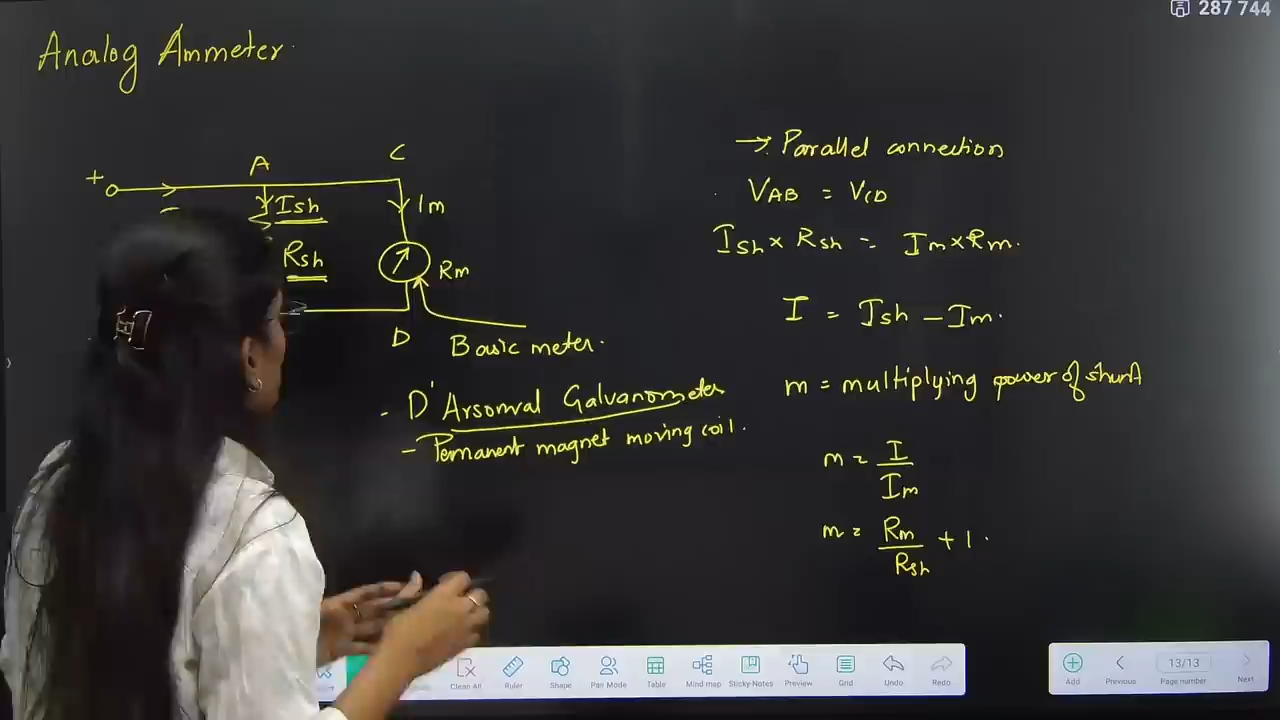 287 744
Analog Ammeter.
+
A
C
Ish
Im
Rsh
Rm
D
Basic meter.
- D'Arsonval Galvanometer
- Permanent magnet moving coil.
→ Parallel connection
VAB = VCD
Ish × Rsh = Im × Rm.
I = Ish - Im.
m = multiplying power of shunt
m = I/Im
m = Rm/Rsh + 1.
Clean All
Ruler
Shape
Pan Mode
Table
Mind map
Sticky Notes
Preview
Grid
Undo
Redo
Add
Previous
13/13
Page number
Next